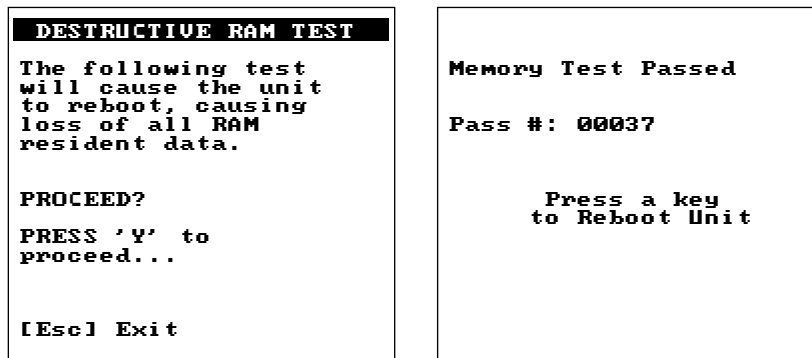 DESTRUCTIVE RAM TEST
The following test
will cause the unit
to reboot, causing
loss of all RAM
resident data.
PROCEED?
PRESS 'Y' to
proceed...
[Esc] Exit
Memory Test Passed
Pass #: 00037
Press a key
to Reboot Unit